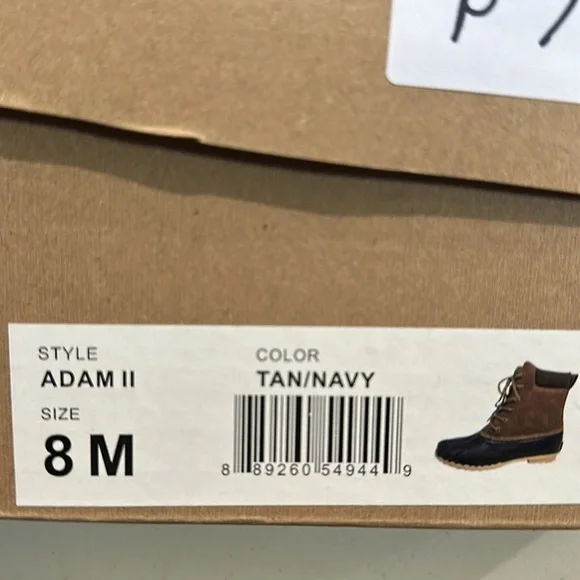 STYLE
ADAM II
SIZE
8 M
COLOR
TAN/NAVY
8 89260 54944 9